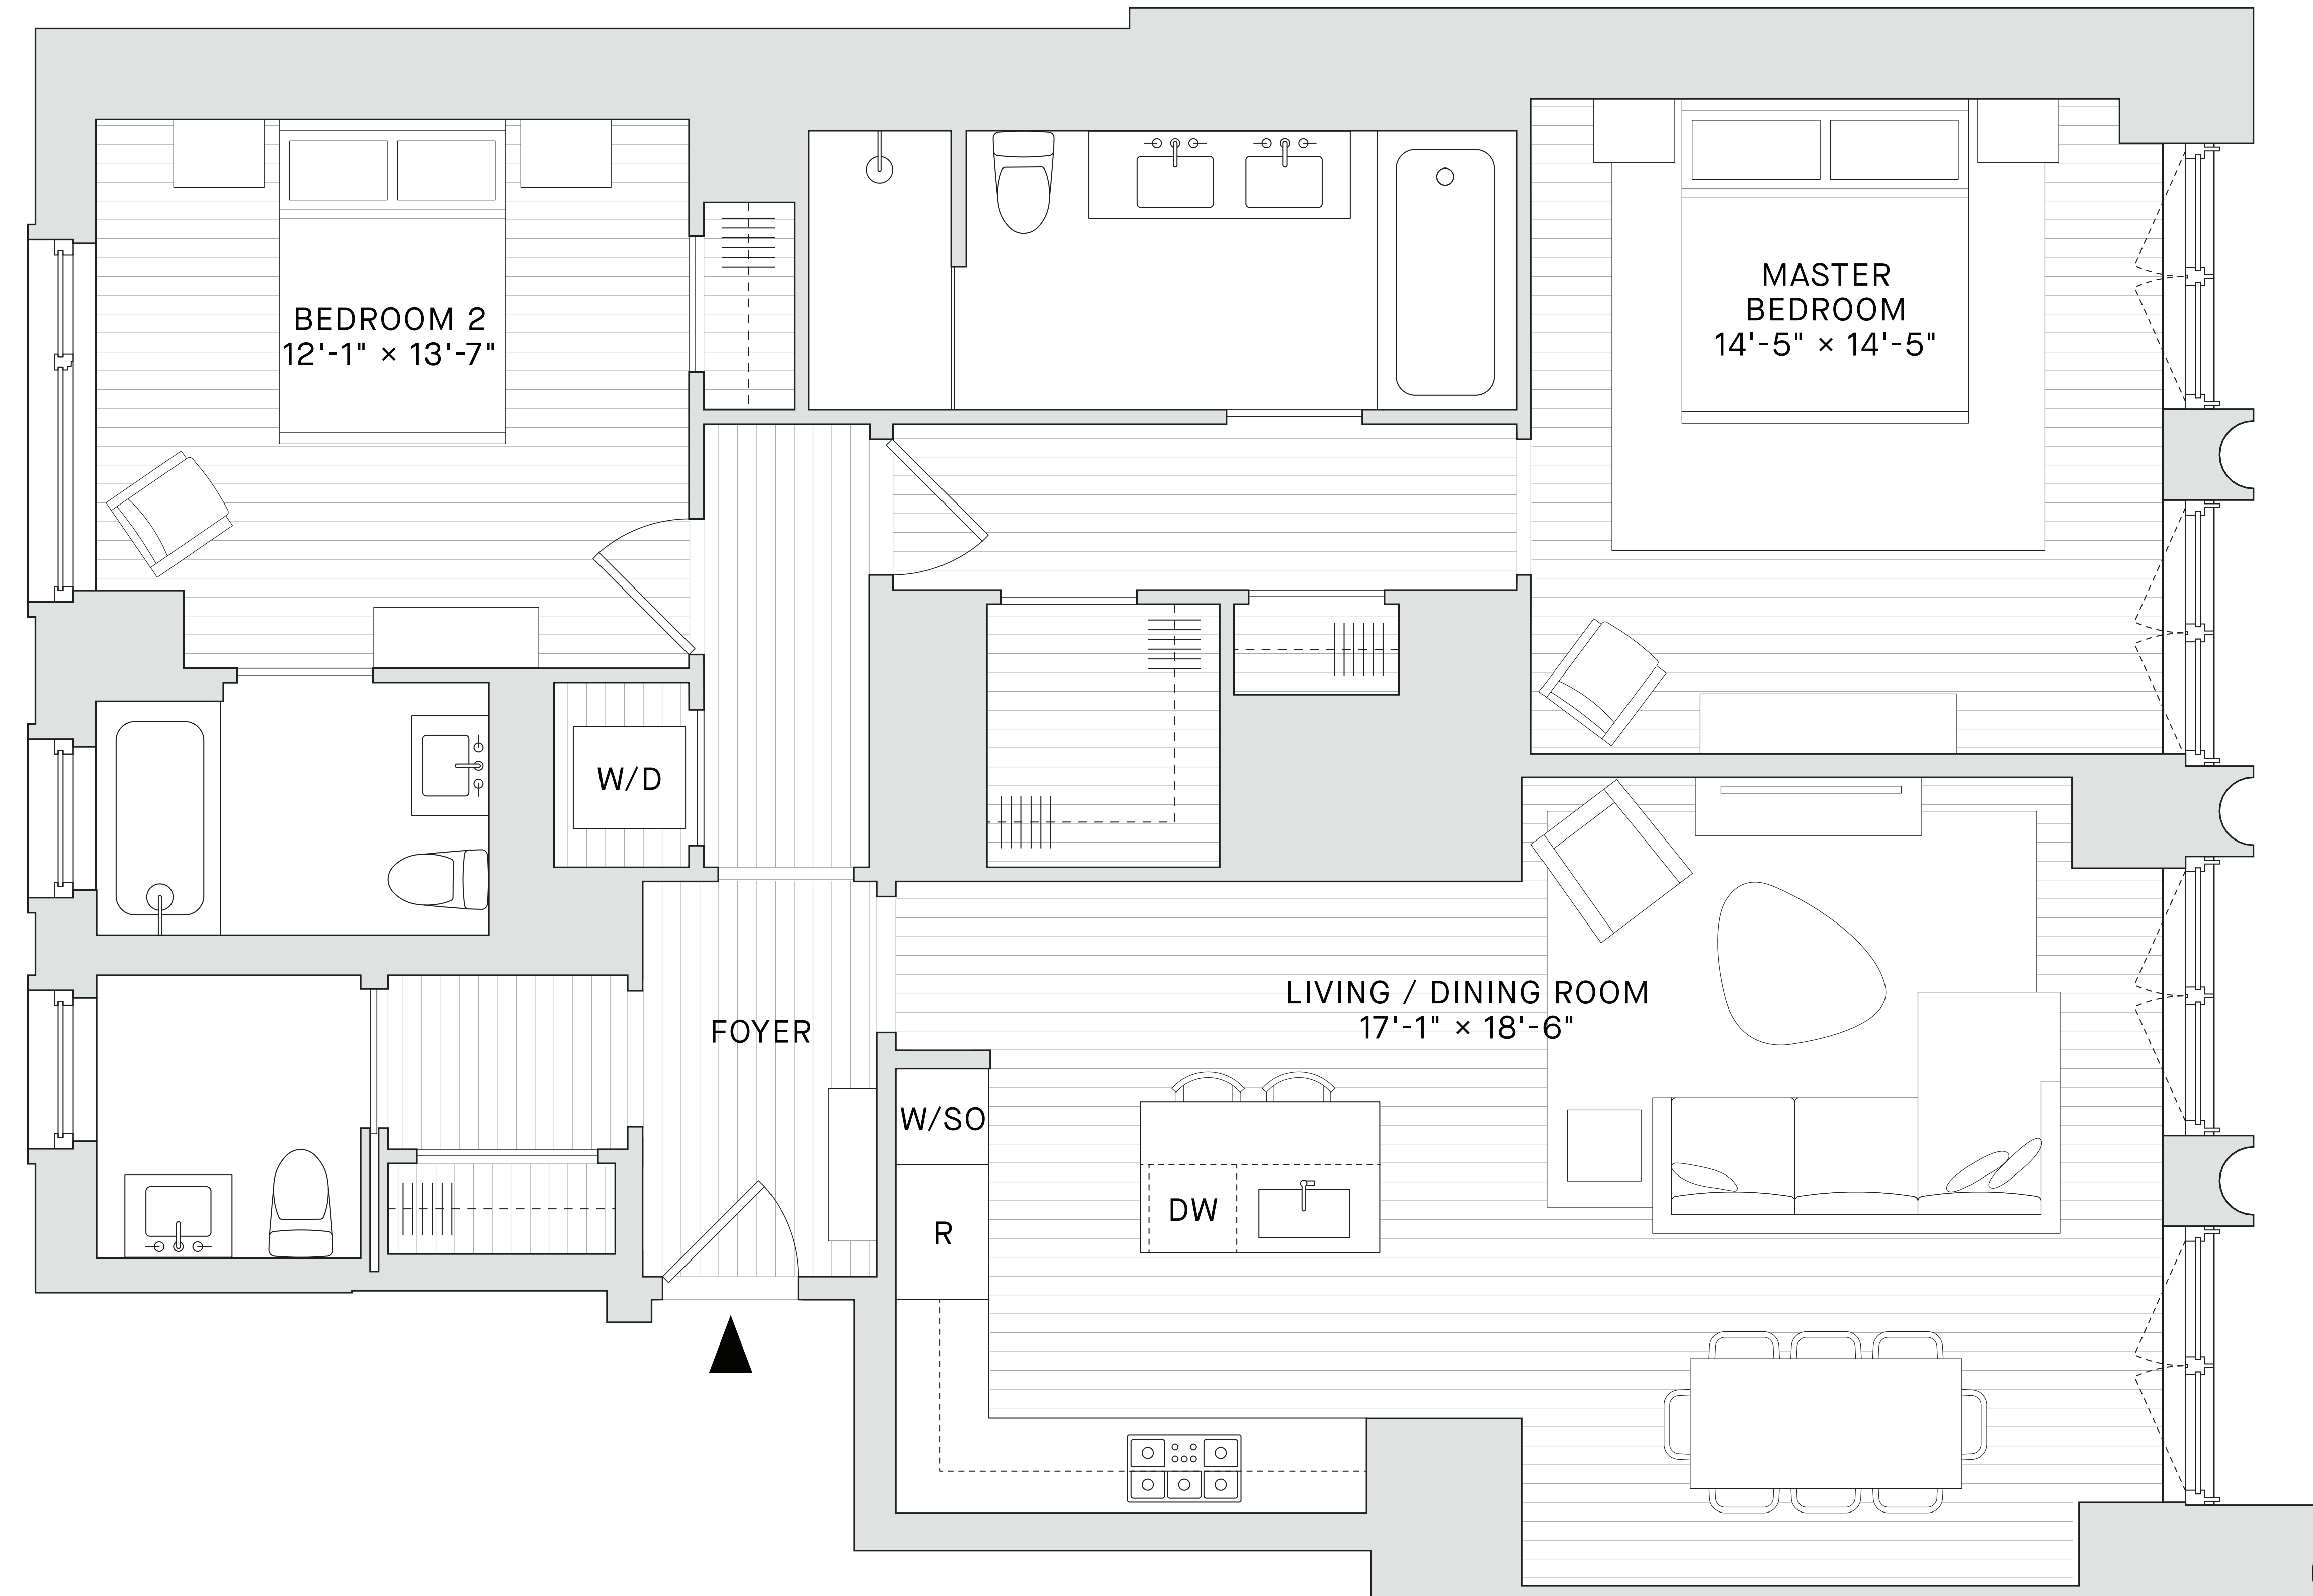 BEDROOM 2
12'-1" × 13'-7"
MASTER
BEDROOM
14'-5" × 14'-5"
W/D
FOYER
LIVING / DINING ROOM
17'-1" × 18'-6"
W/SO
R
DW